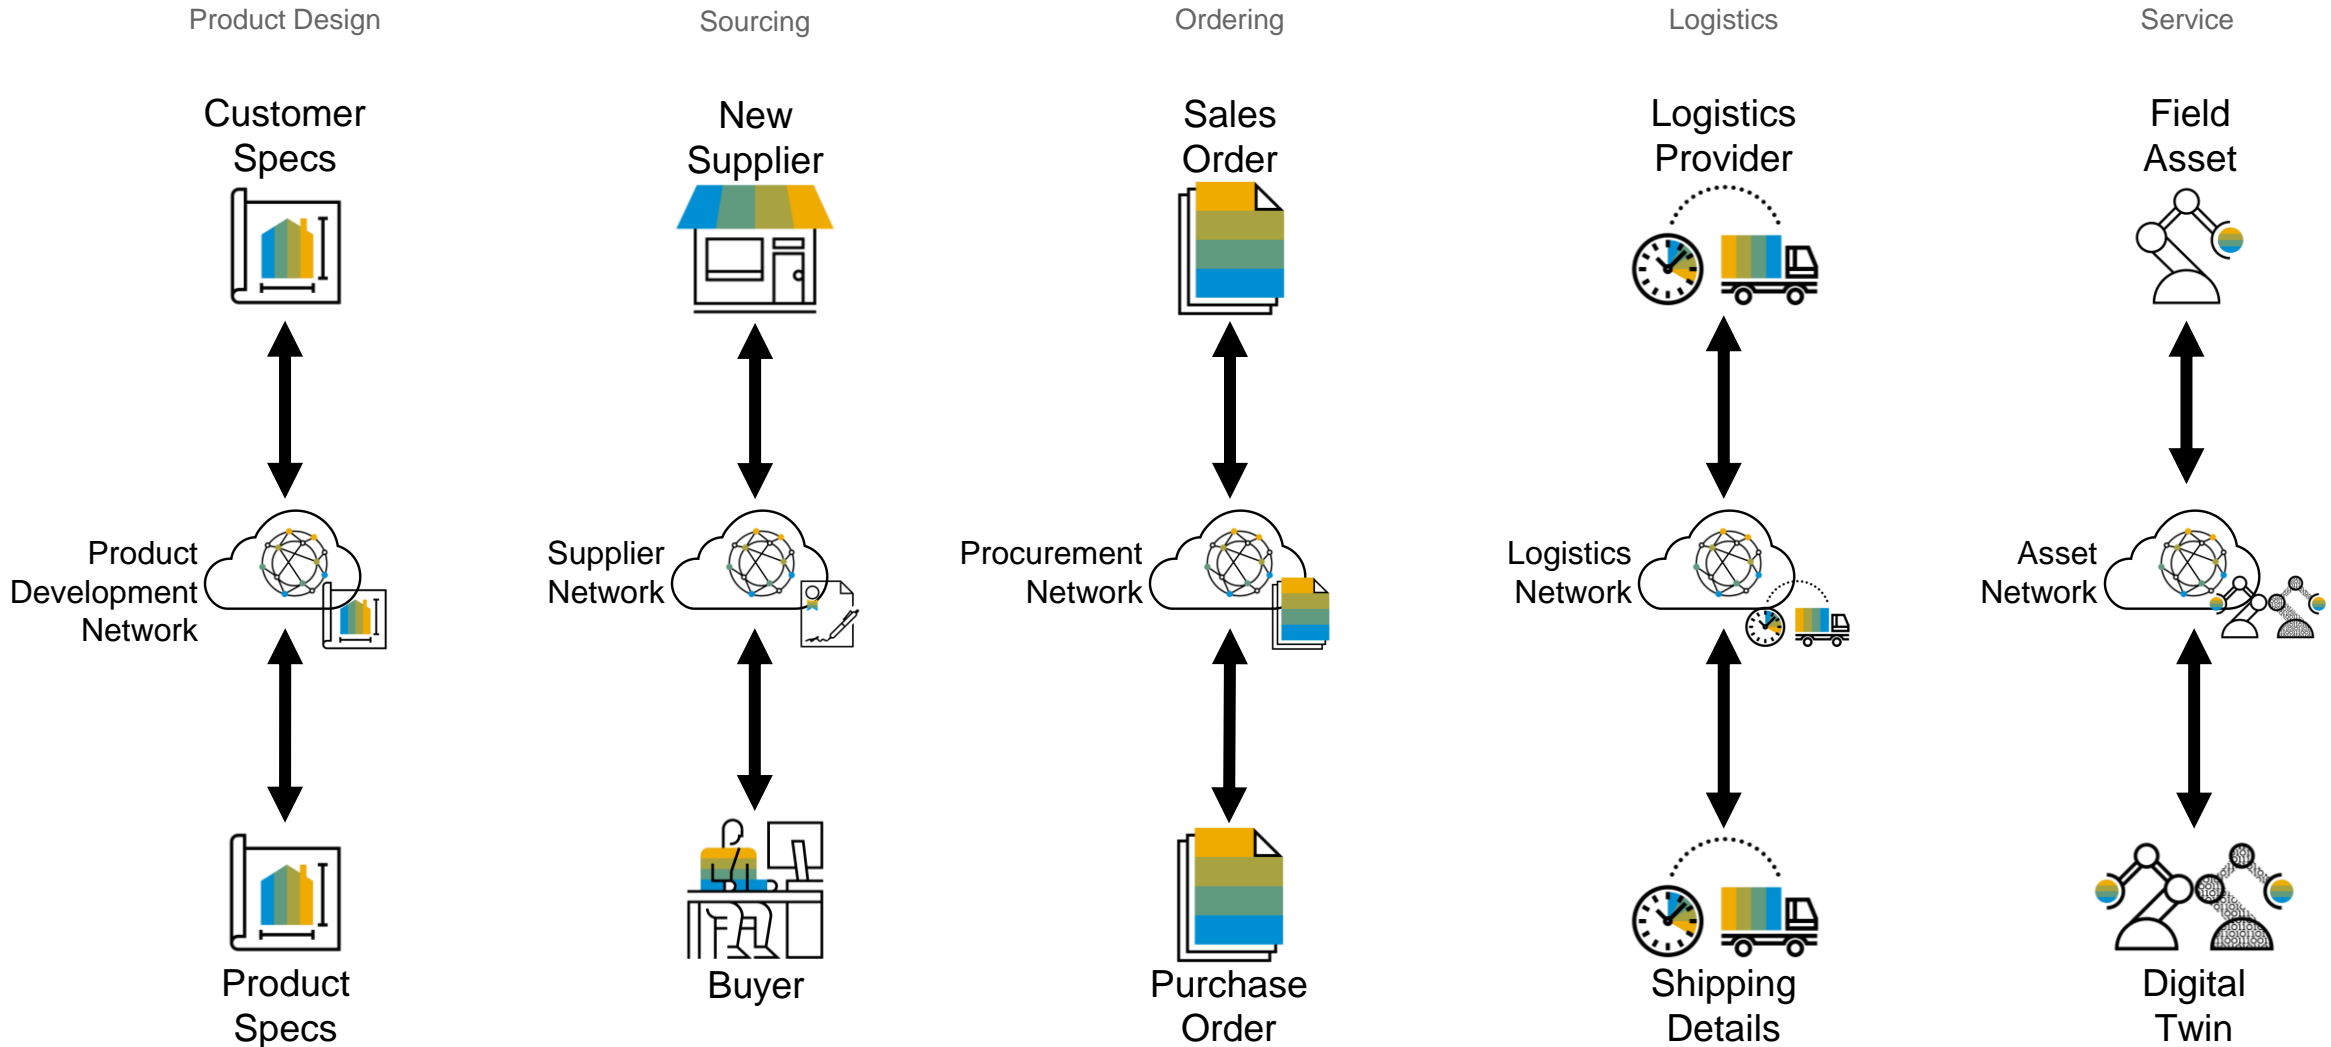 Product Design
Sourcing
Ordering
Logistics
Service
Customer
Specs
New
Supplier
Sales
Order
Logistics
Provider
Field
Asset
Product
Development
Network
Supplier
Network
Procurement
Network
Logistics
Network
Asset
Network
Product
Specs
Buyer
Purchase
Order
Shipping
Details
Digital
Twin